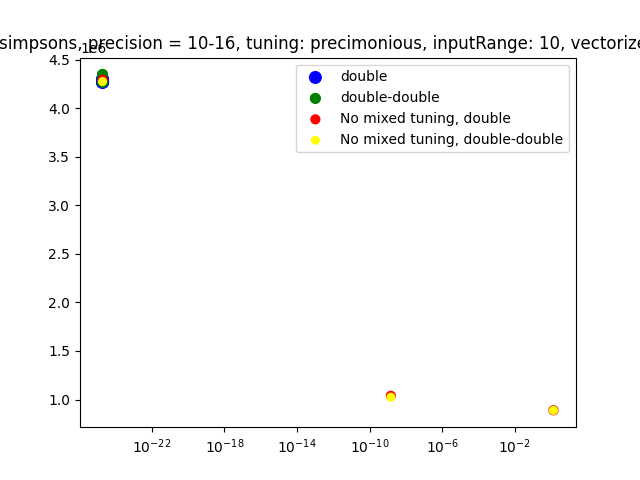 simpsons, precision = 10-16, tuning: precimonious, inputRange: 10, vectorize
1e6
double
double-double
No mixed tuning, double
No mixed tuning, double-double
4.5
4.0
3.5
3.0
2.5
2.0
1.5
1.0
10⁻²² 10⁻¹⁸ 10⁻¹⁴ 10⁻¹⁰ 10⁻⁶ 10⁻²